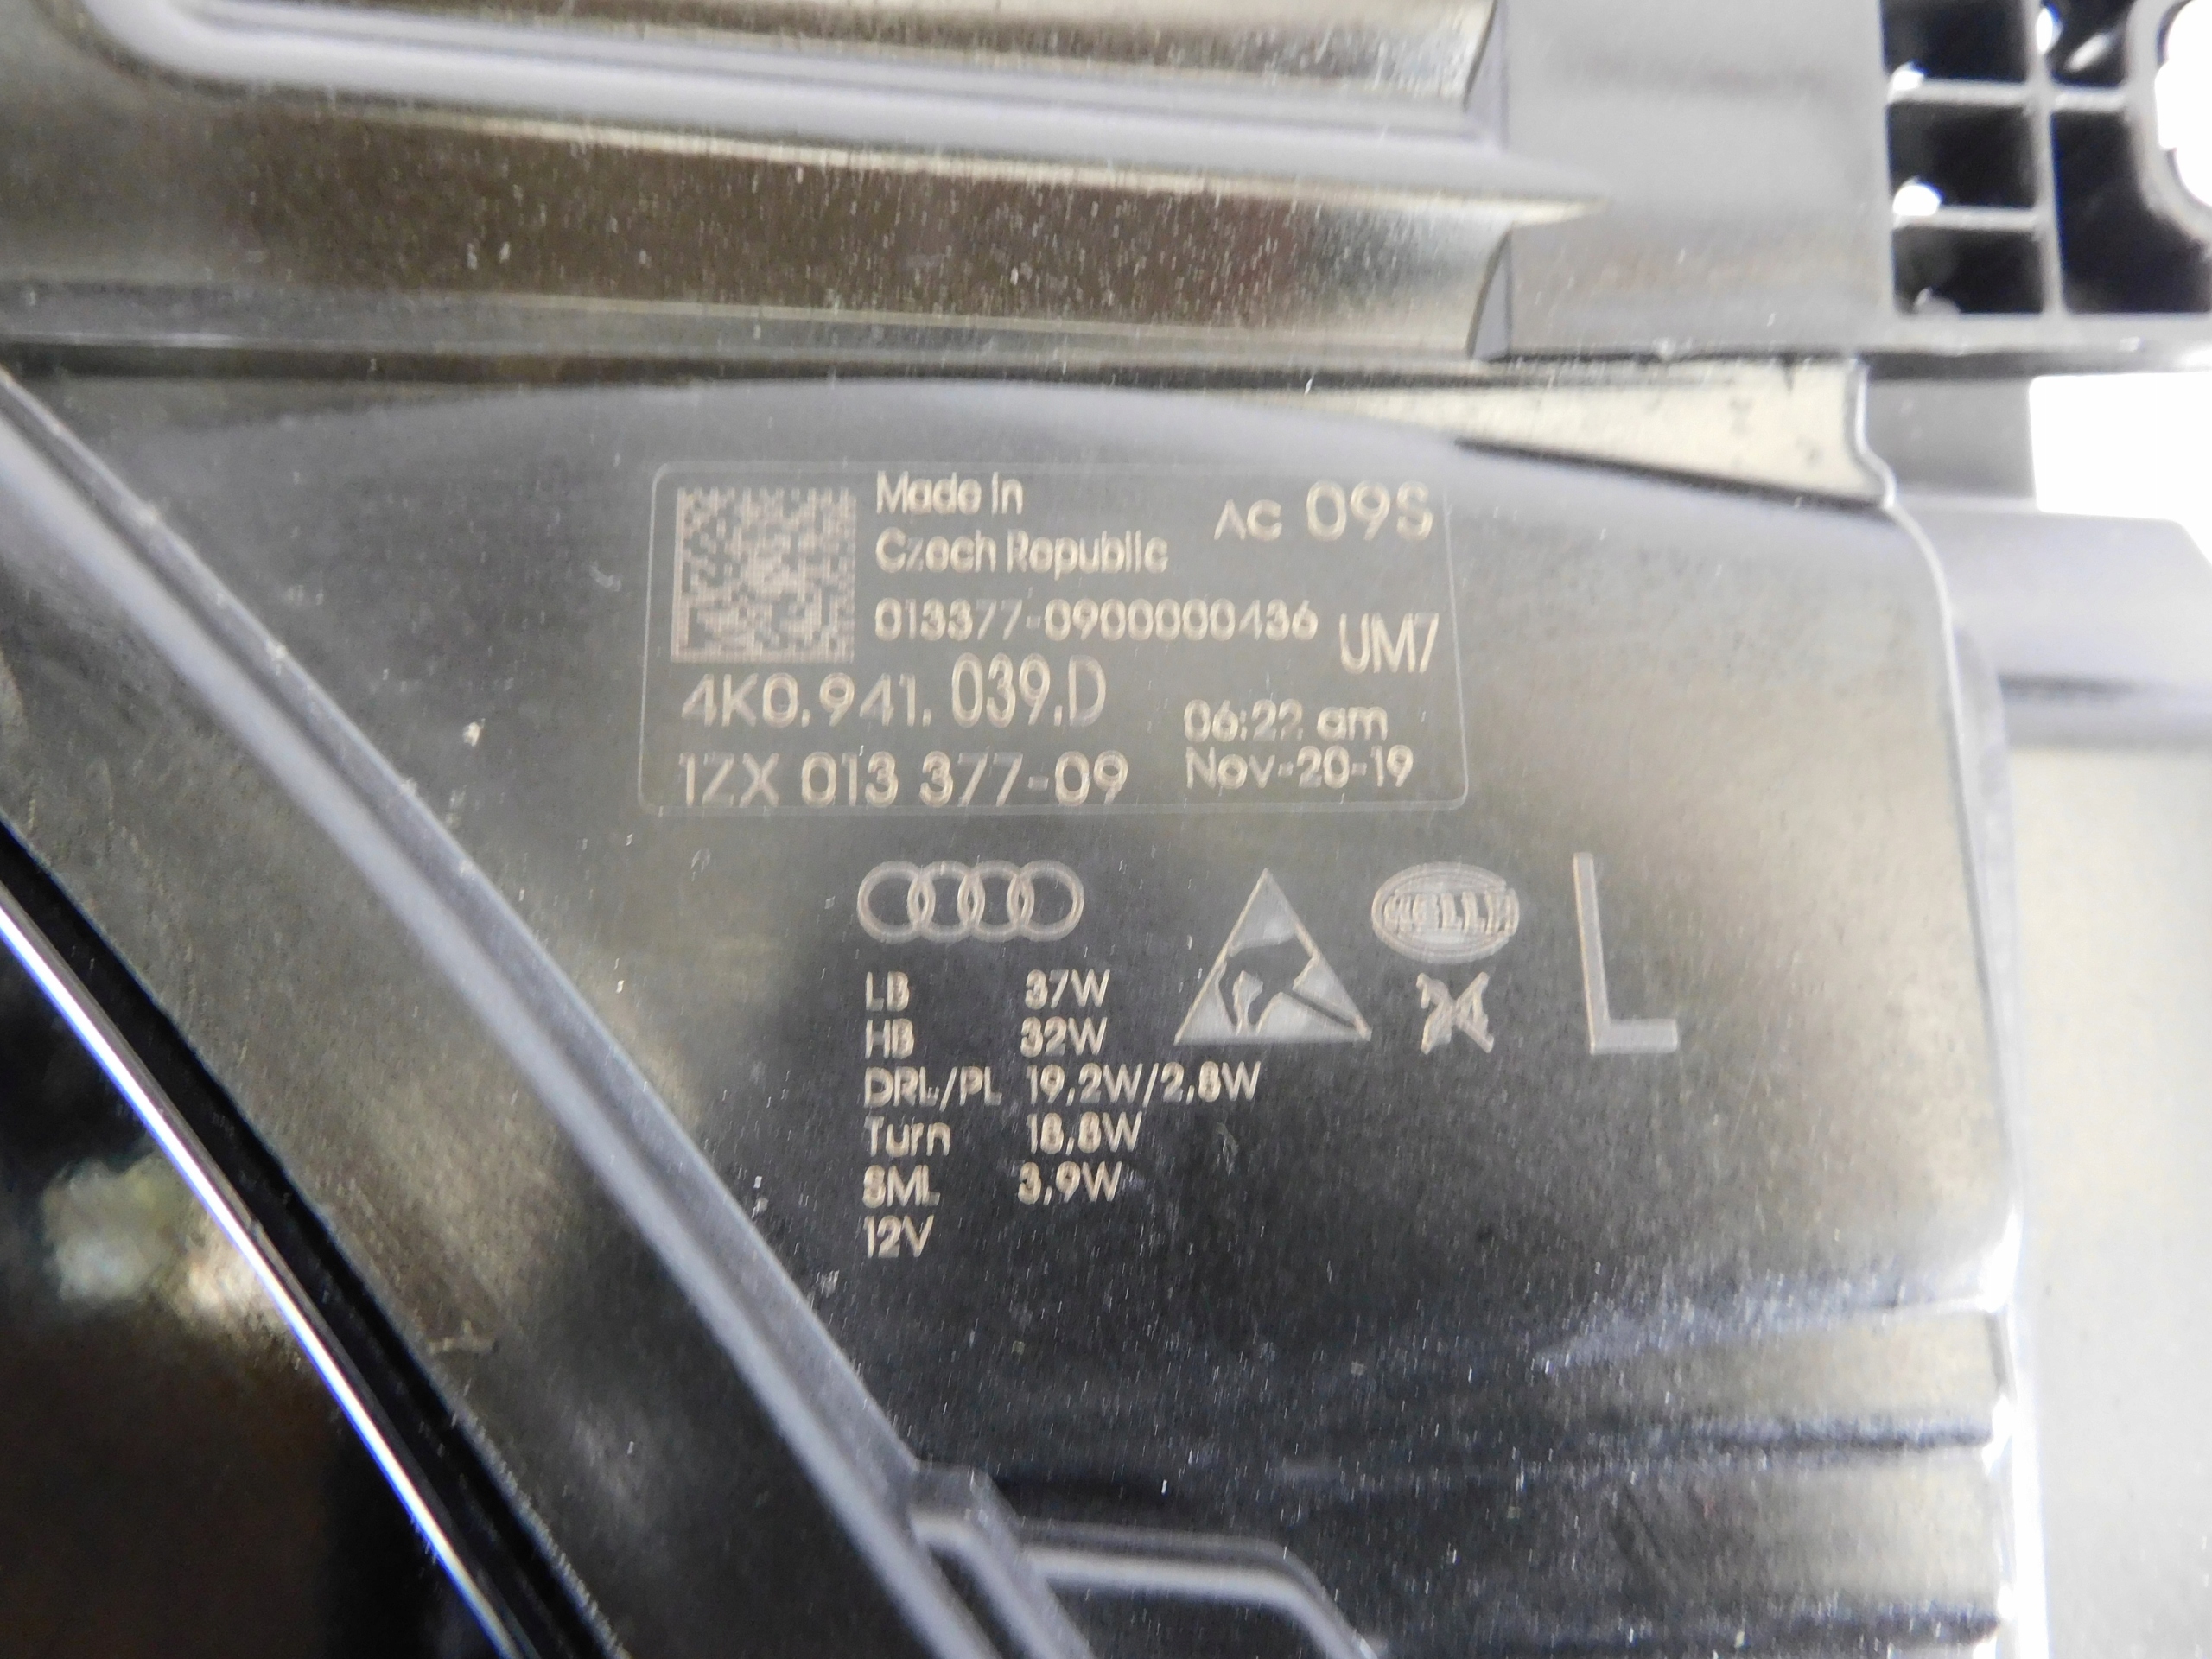 Made in
Czech Republic
AC 09S
013377-0900000436
UM7
4K0.941.039.D
06:22 am
1ZX 013 377-09
Nov-20-19
HELLA
L
LB 37W
HB 32W
DRL/PL 19,2W/2,8W
Turn 18,8W
SML 3,9W
12V